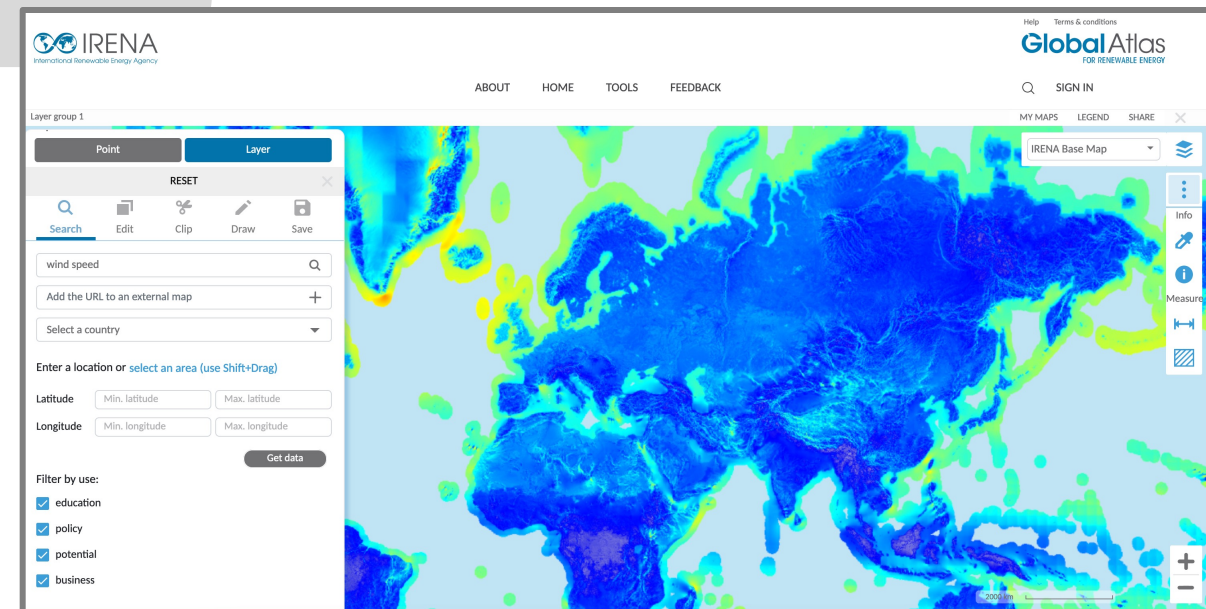 Help Terms & conditions
IRENA
International Renewable Energy Agency
Global Atlas
FOR RENEWABLE ENERGY
ABOUT HOME TOOLS FEEDBACK SIGN IN
Layer group 1 MY MAPS LEGEND SHARE
Point Layer
IRENA Base Map
RESET
Search Edit Clip Draw Save
Info
wind speed
Add the URL to an external map
Measure
Select a country
Enter a location or select an area (use Shift+Drag)
Latitude Min. latitude Max. latitude
Longitude Min. longitude Max. longitude
Get data
Filter by use:
education
policy
potential
business
2000 km